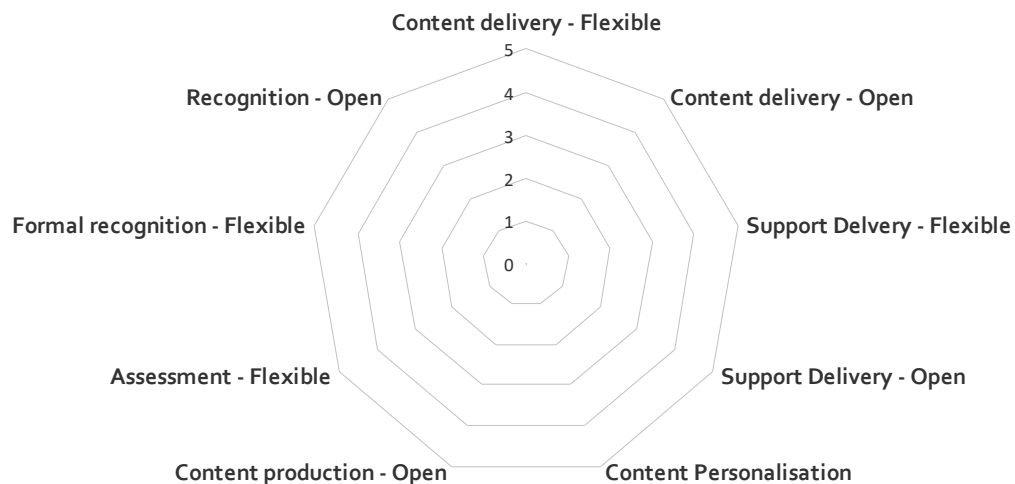 Content delivery - Flexible
5
Recognition - Open
Content delivery - Open
4
3
2
Formal recognition - Flexible
Support Delvery - Flexible
1
0
Assessment - Flexible
Support Delivery - Open
Content production - Open
Content Personalisation